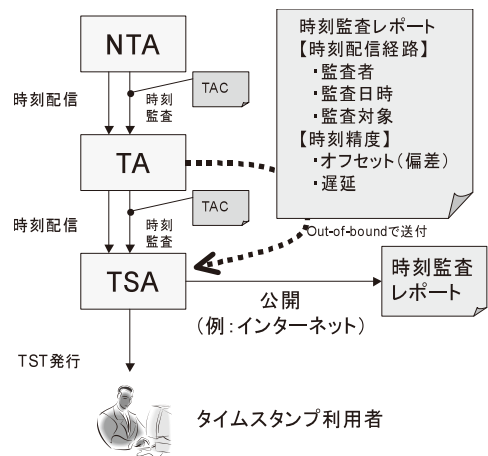 NTA
TAC
時刻配信
時刻
監査
TA
TAC
時刻配信
時刻
監査
TSA
TST発行
タイムスタンプ利用者
時刻監査レポート
【時刻配信経路】
・監査者
・監査日時
・監査対象
【時刻精度】
・オフセット(偏差)
・遅延
Out-of-boundで送付
公開
(例:インターネット)
時刻監査
レポート